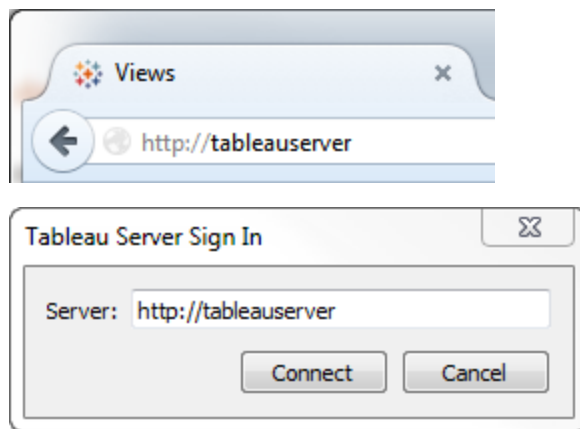 Views
http://tableauserver
Tableau Server Sign In
Server: http://tableauserver
Connect Cancel